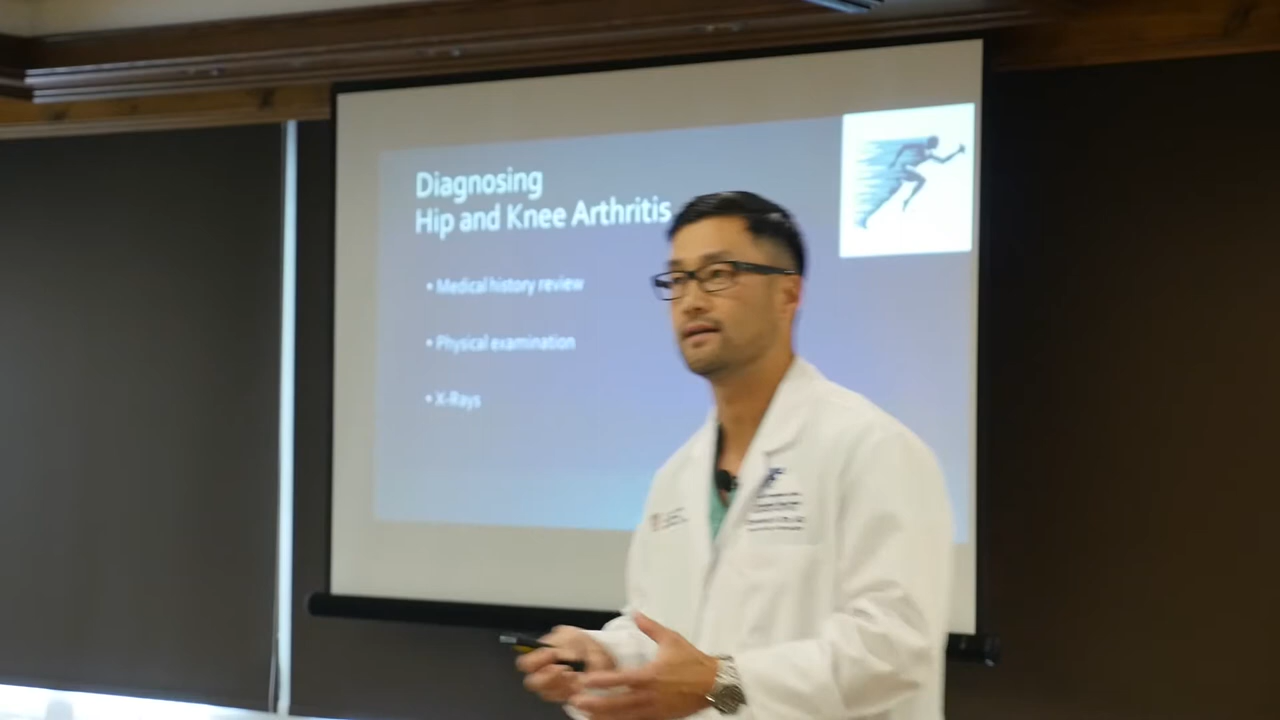 Diagnosing
Hip and Knee Arthritis
• Medical history review
• Physical examination
• X-Rays